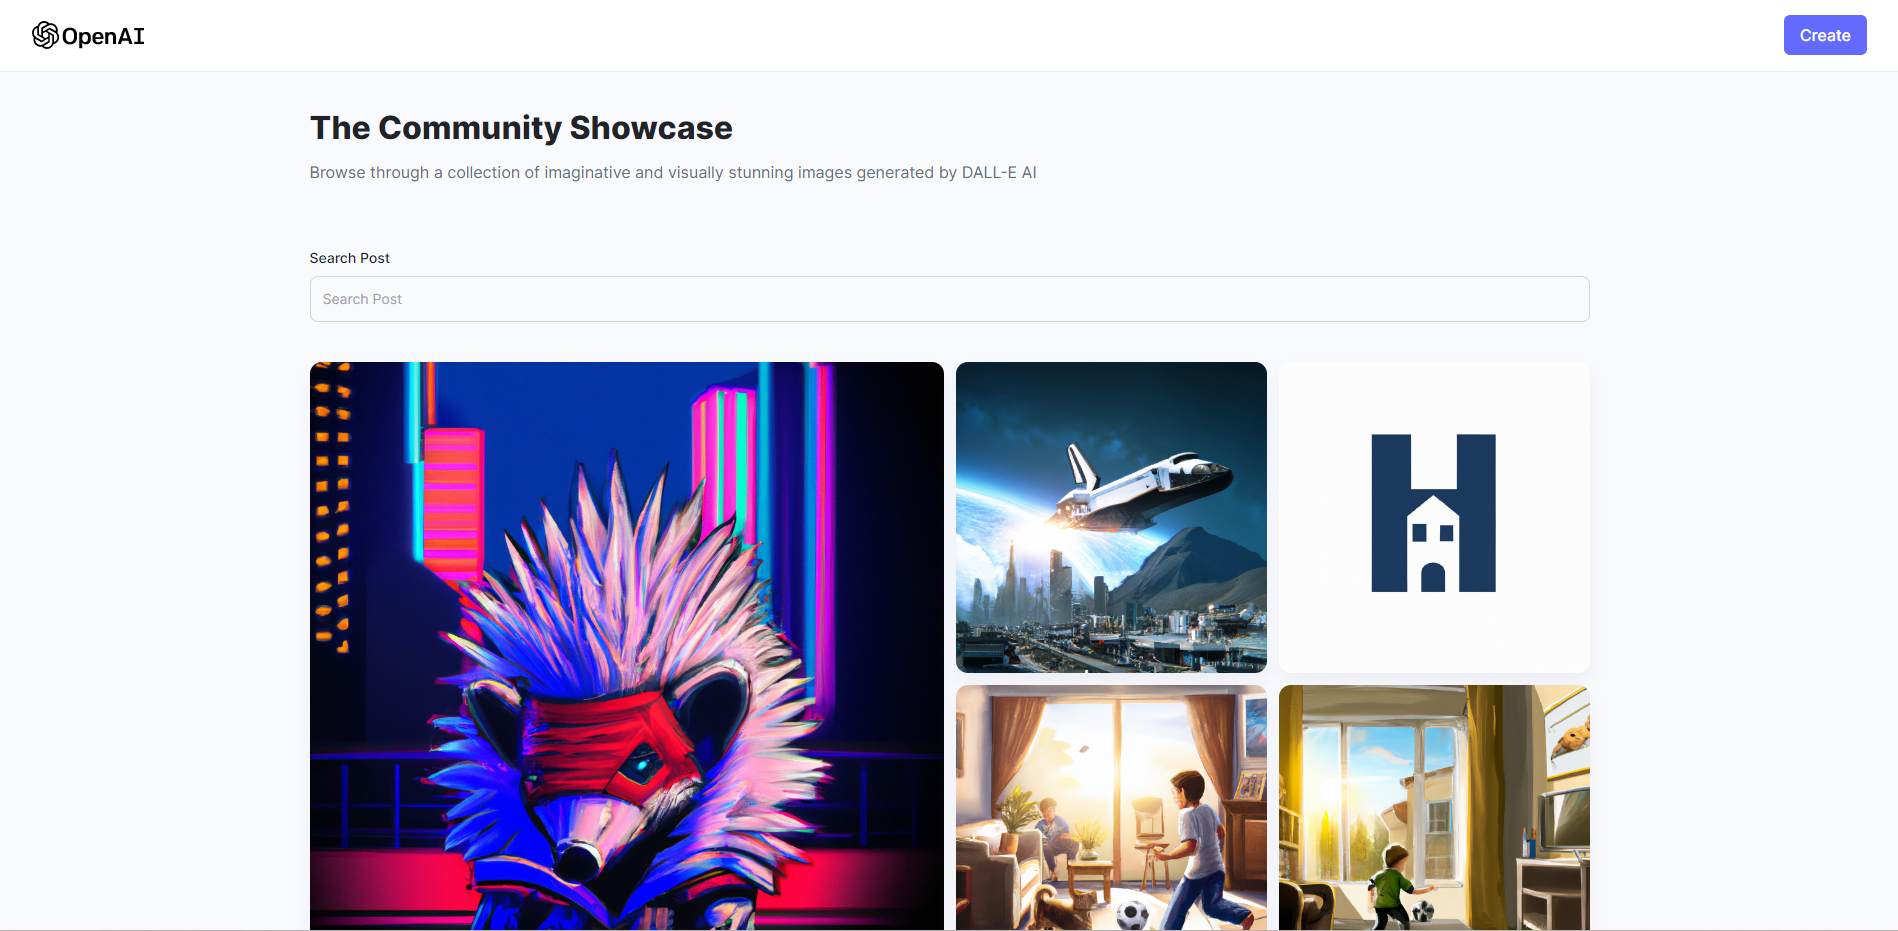 OpenAI
Create
The Community Showcase
Browse through a collection of imaginative and visually stunning images generated by DALL-E AI
Search Post
Search Post
H